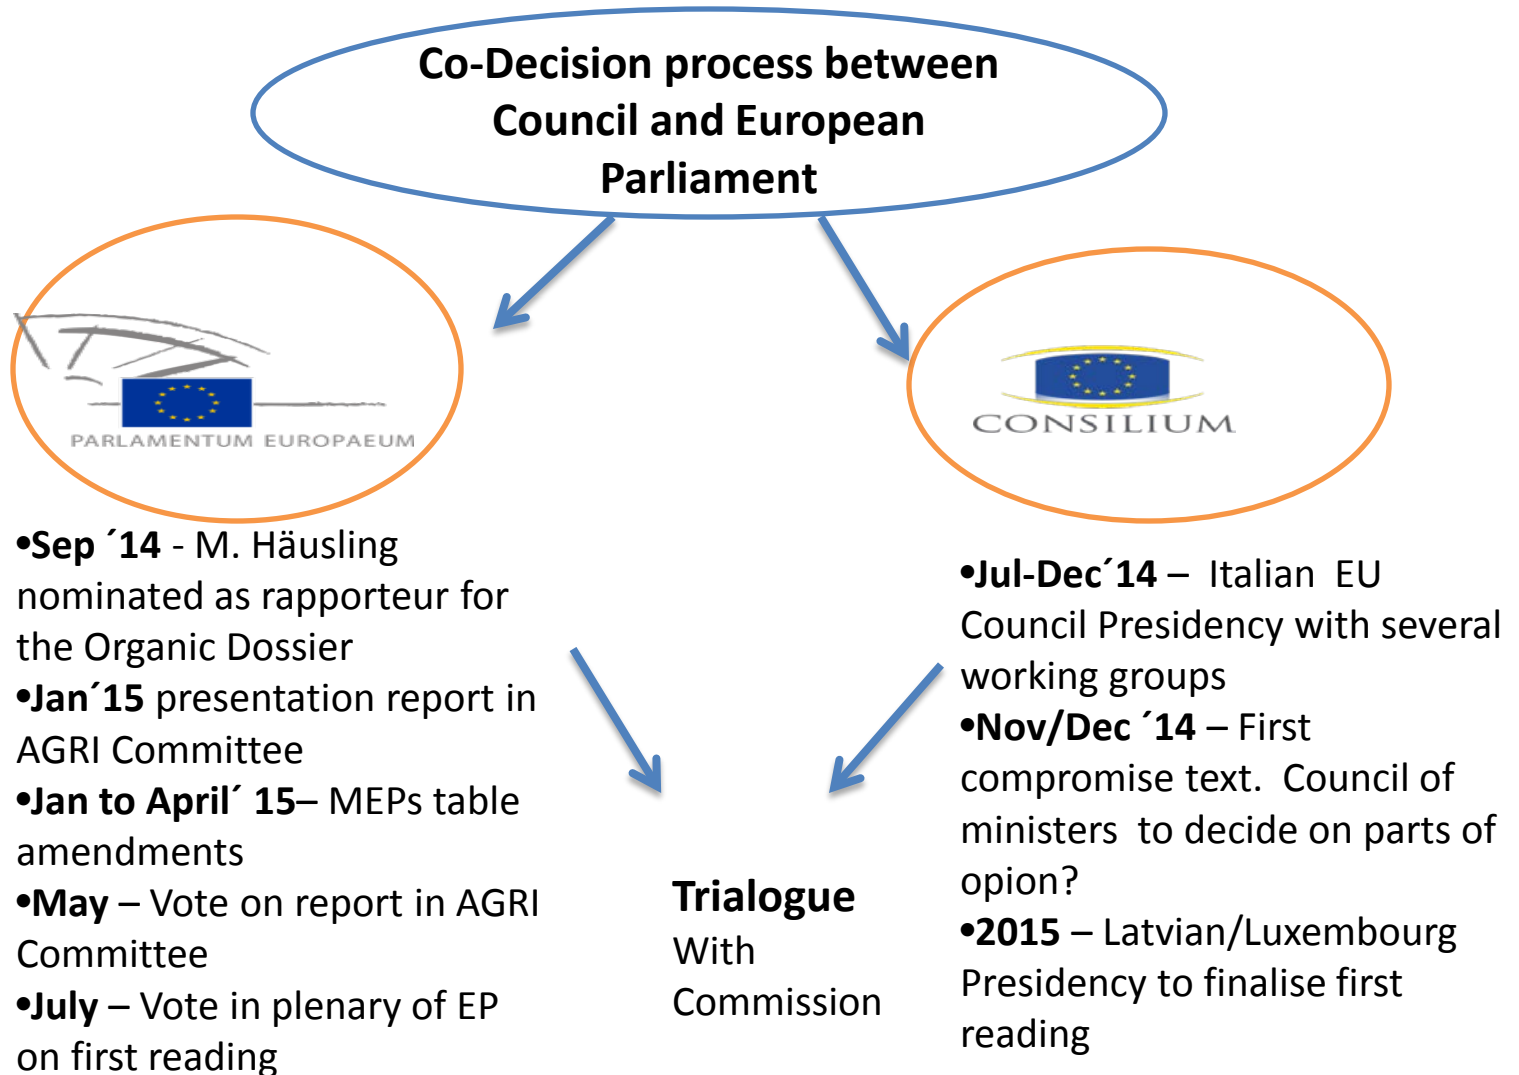 Co-Decision process between
Council and European
Parliament
PARLAMENTUM EUROPAEUM
•Sep ´14 - M. Häusling
nominated as rapporteur for
the Organic Dossier
•Jan´15 presentation report in
AGRI Committee
•Jan to April´ 15– MEPs table
amendments
•May – Vote on report in AGRI
Committee
•July – Vote in plenary of EP
on first reading
Trialogue
With
Commission
CONSILIUM
•Jul-Dec´14 – Italian EU
Council Presidency with several
working groups
•Nov/Dec ´14 – First
compromise text. Council of
ministers to decide on parts of
opion?
•2015 – Latvian/Luxembourg
Presidency to finalise first
reading